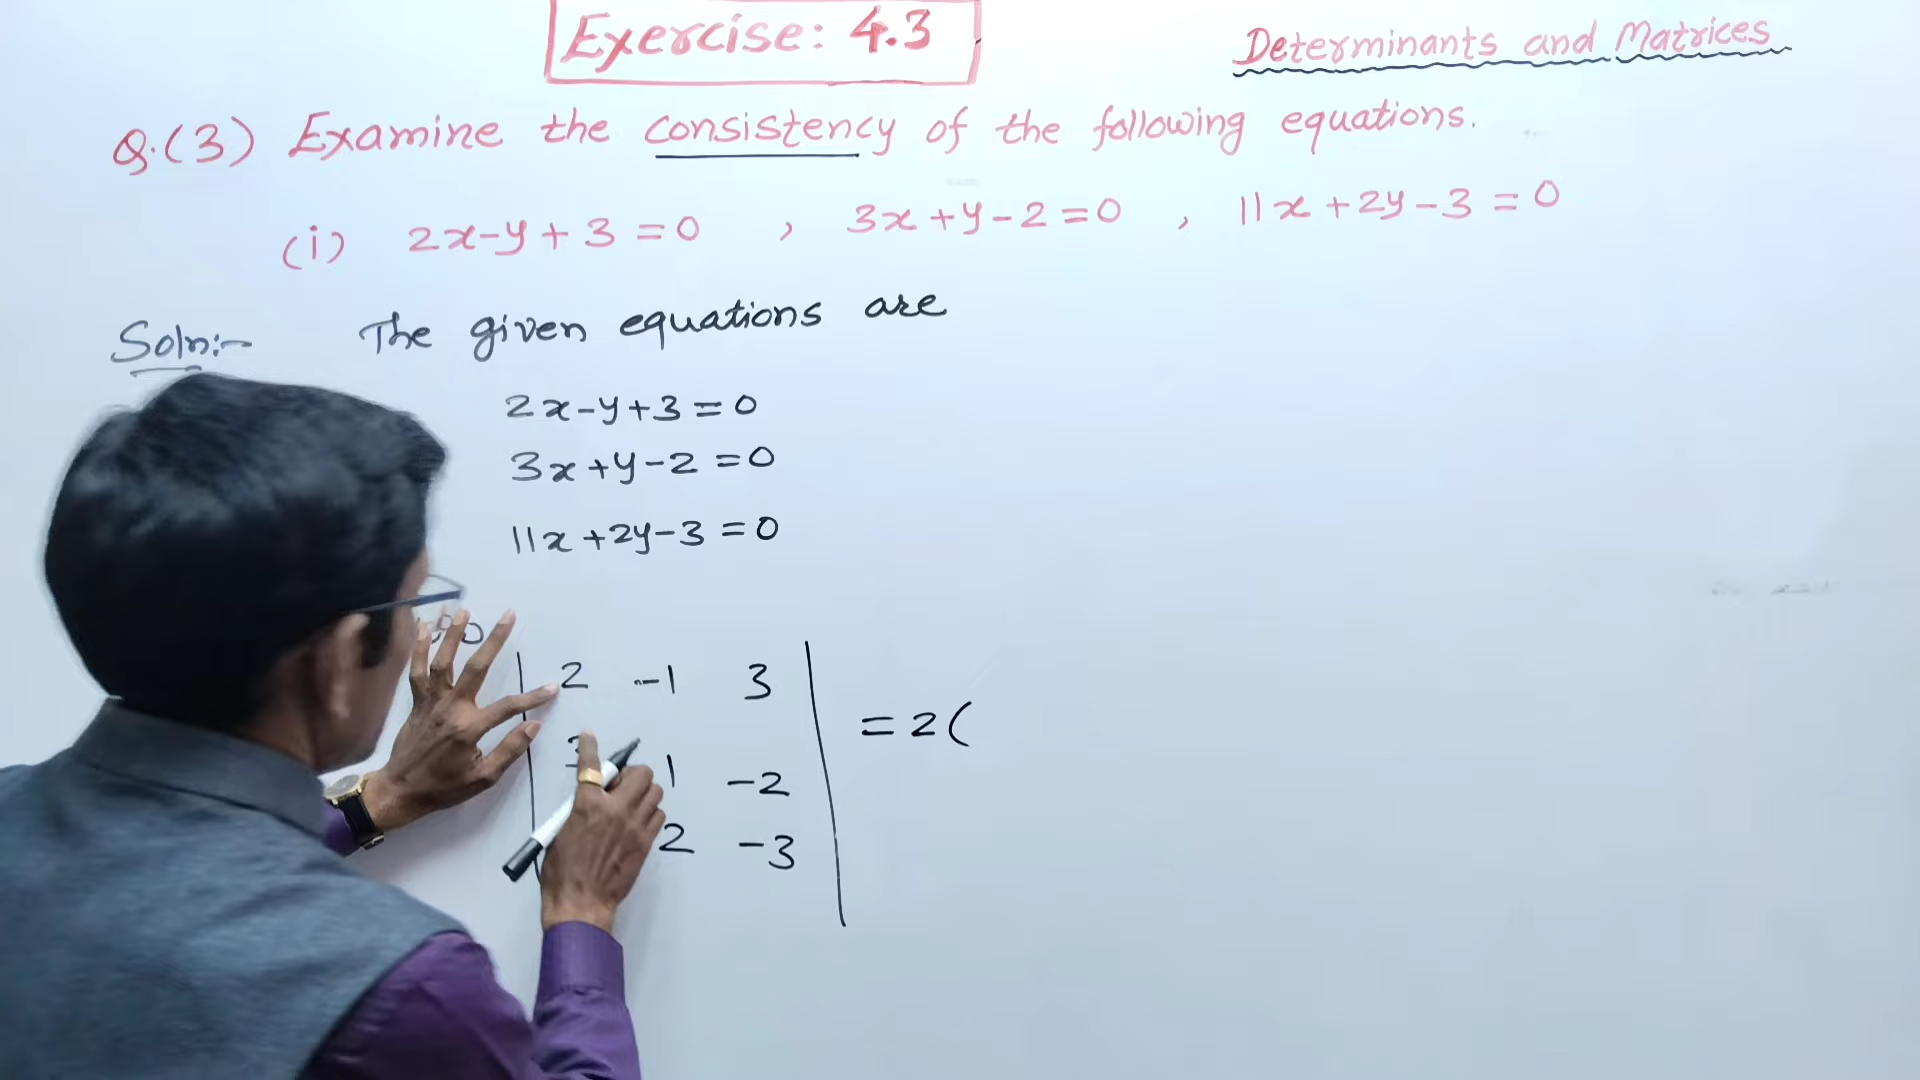 Exercise: 4.3
Determinants and Matrices
Q.(3) Examine the consistency of the following equations.
(i) 2x-y+3=0 , 3x+y-2=0 , 11x+2y-3=0
Soln:- The given equations are
2x-y+3=0
3x+y-2=0
11x+2y-3=0
2 -1 3
= 2(
3 1 -2
2 -3